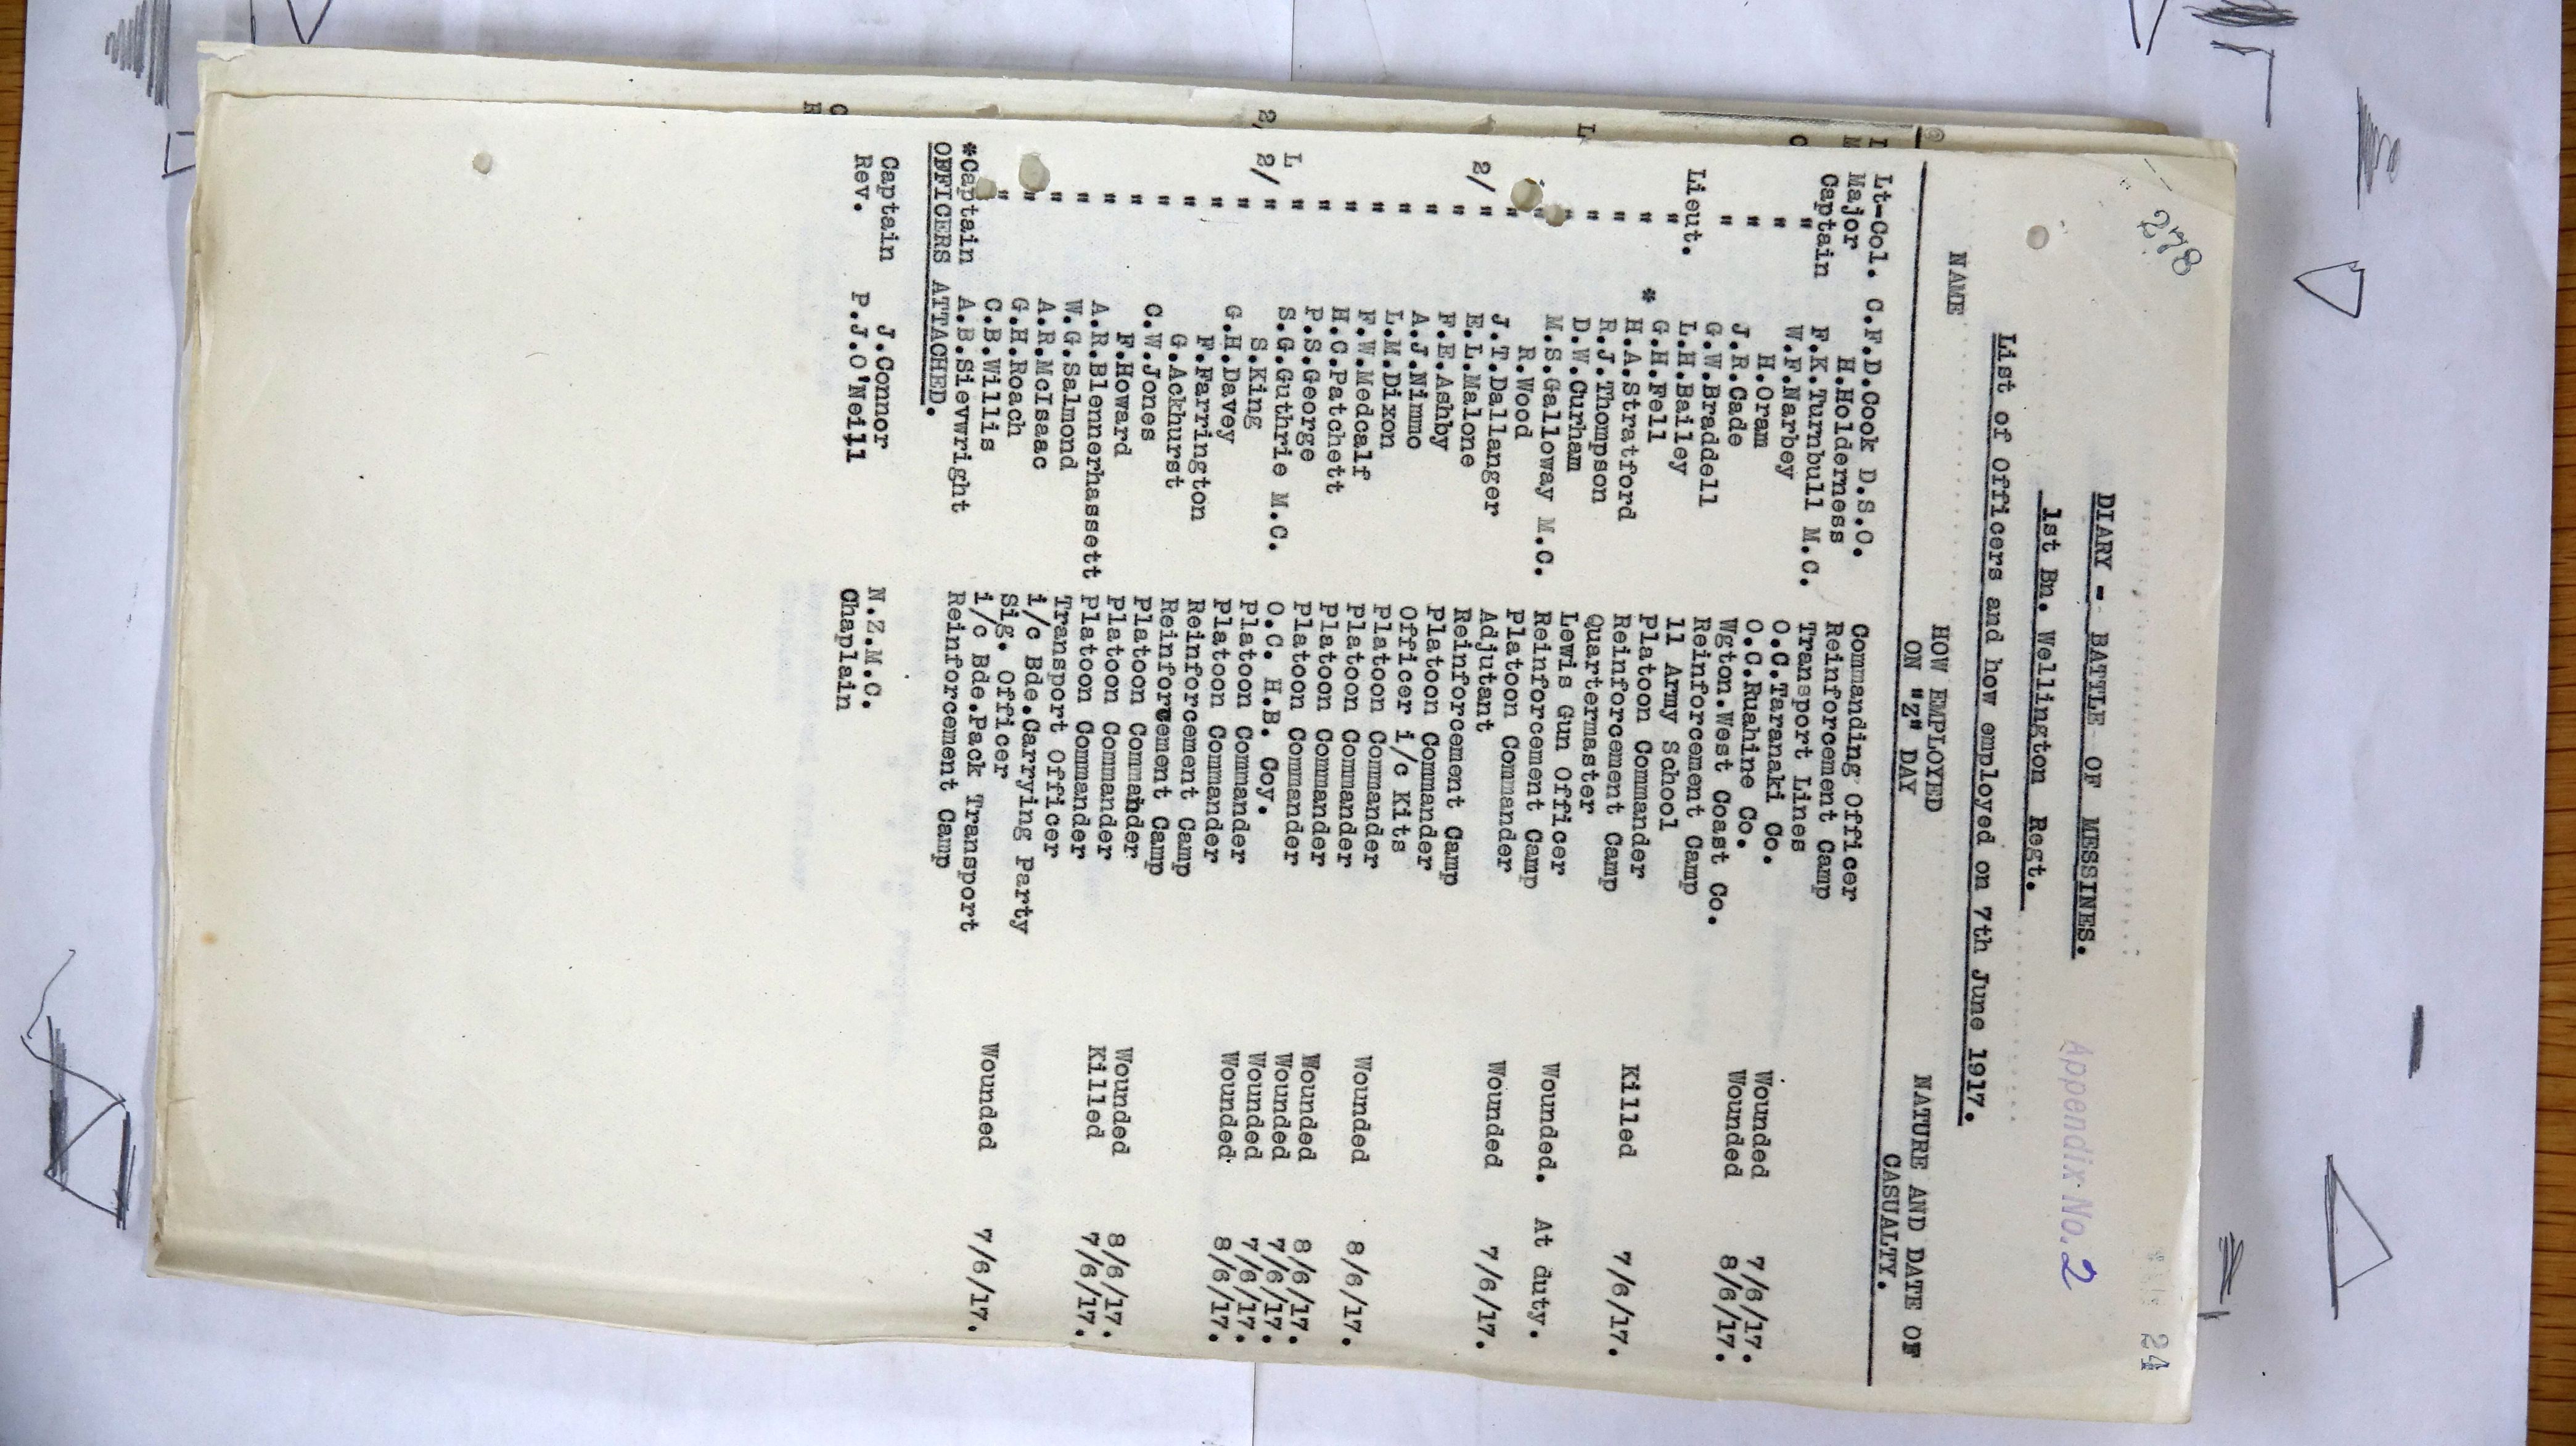 278
24
DIARY - BATTLE OF MESSINES. Appendix No. 2
1st Bn. Wellington Regt.
List of Officers and how employed on 7th June 1917.
NAME HOW EMPLOYED ON "Z" DAY NATURE AND DATE OF CASUALTY.
Lt-Col. C.F.D.Cook D.S.O. Commanding Officer
Major H.Holderness Reinforcement Camp
Captain F.K.Turnbull M.C. Transport Lines
" W.F.Narbey O.C.Taranaki Co. Wounded 7/6/17.
" H.Oram O.C.Ruahine Co. Wounded 8/6/17.
" J.R.Cade Wgton.West Coast Co.
" G.W.Braddell Reinforcement Camp
Lieut. L.H.Bailey 11 Army School
" * G.H.Fell Platoon Commander Killed 7/6/17.
" H.A.Stratford Reinforcement Camp
" R.J.Thompson Quartermaster
" D.W.Curham Lewis Gun Officer Wounded. At duty.
" M.S.Galloway M.C. Reinforcement Camp
" R.Wood Platoon Commander Wounded 7/6/17.
" J.T.Dallanger Adjutant
2/ " E.L.Malone Reinforcement Camp
" F.E.Ashby Platoon Commander
" A.J.Nimmo Officer i/c Kits
" L.M.Dixon Platoon Commander Wounded 8/6/17.
" F.W.Medcalf Platoon Commander
" H.C.Patchett Platoon Commander Wounded 8/6/17.
" P.S.George Platoon Commander Wounded 7/6/17.
L " S.G.Guthrie M.C. O.C. H.B. Coy. Wounded 7/6/17.
2/ " S.King Platoon Commander Wounded 8/6/17.
" G.H.Davey Platoon Commander
" F.Farrington Reinforcement Camp
" G.Ackhurst Reinforcement Camp
" C.W.Jones Platoon Commander Wounded 8/6/17.
" F.Howard Platoon Commander Killed 7/6/17.
" A.R.Blennerhassett Platoon Commander
" W.G.Salmond Transport Officer
" A.R.McIsaac i/c Bde.Carrying Party
" G.H.Roach Sig. Officer Wounded 7/6/17.
" C.B.Willis i/c Bde.Pack Transport
*Captain A.B.Sievwright Reinforcement Camp
OFFICERS ATTACHED.
Captain J.Connor N.Z.M.C.
Rev. P.J.O'Neill Chaplain